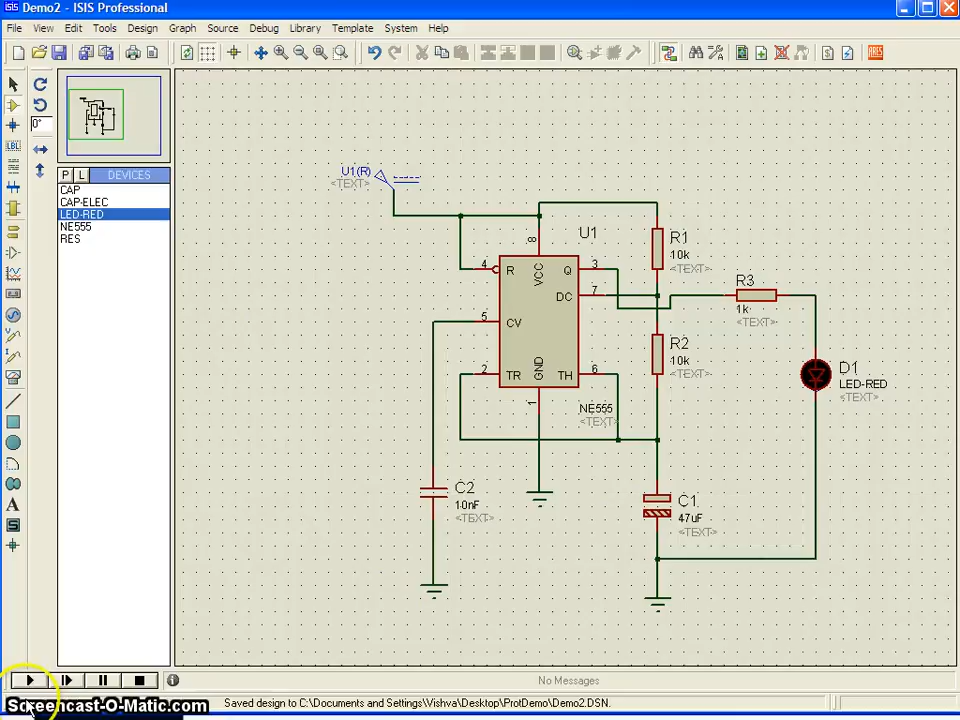 Demo2 - ISIS Professional
File View Edit Tools Design Graph Source Debug Library Template System Help
ARES
0°
LBL
P L DEVICES
CAP
CAP-ELEC
LED-RED
NE555
RES
A
S
U1(R)
<TEXT>
U1
8
VCC
4
R
Q
3
DC
7
5
CV
2
TR
GND
TH
6
1
NE555
<TEXT>
R1
10k
<TEXT>
R3
1k
<TEXT>
R2
10k
<TEXT>
D1
LED-RED
<TEXT>
C2
10nF
<TEXT>
C1
47uF
<TEXT>
No Messages
Screencast-O-Matic.com
Saved design to C:\Documents and Settings\Vishva\Desktop\ProtDemo\Demo2.DSN.